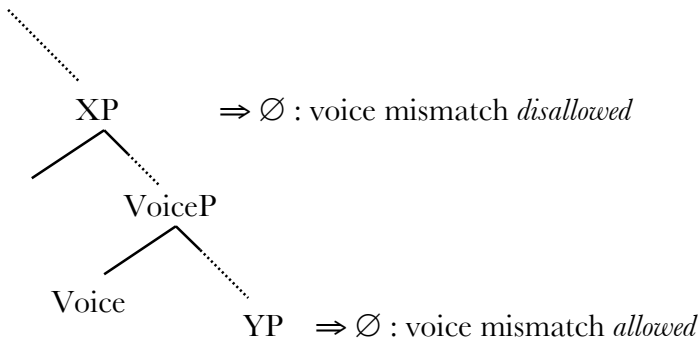 XP ⇒ ∅ : voice mismatch disallowed
VoiceP
Voice
YP ⇒ ∅ : voice mismatch allowed